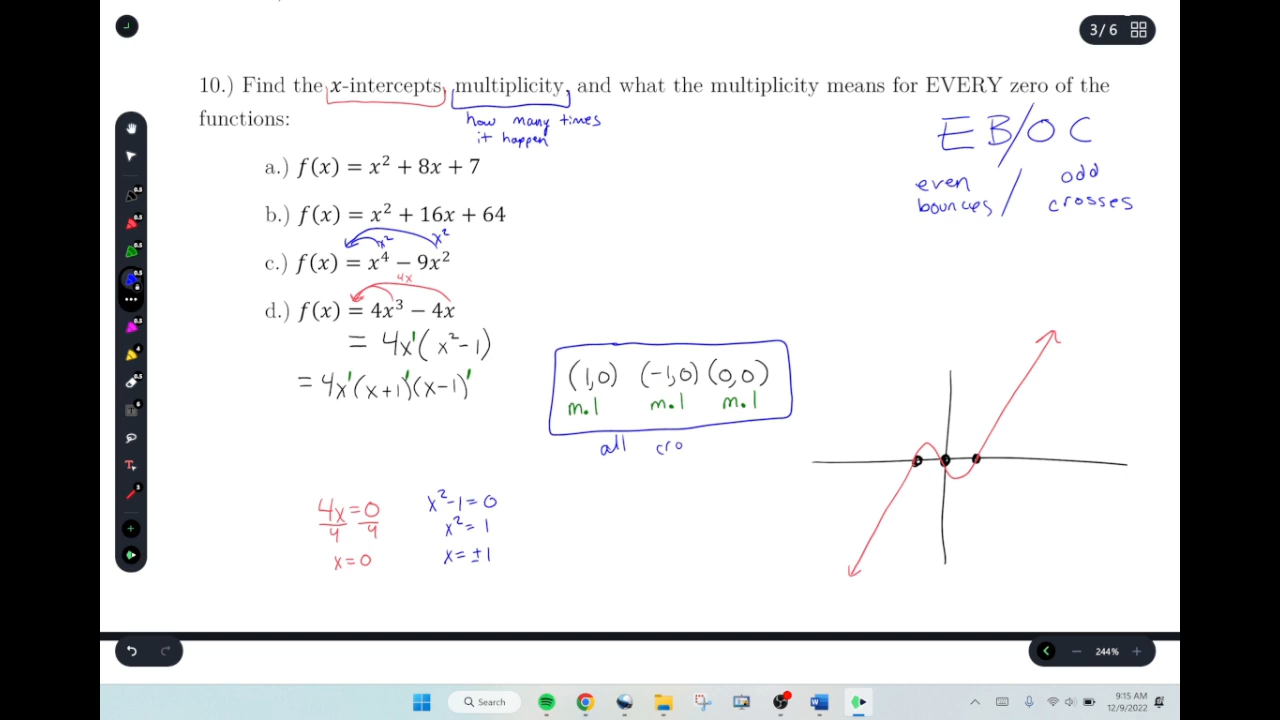 3/6
10.) Find the x-intercepts, multiplicity, and what the multiplicity means for EVERY zero of the
functions:
how many times
it happen
E B/O C
even
bounces
/
odd
crosses
a.) f(x) = x² + 8x + 7
b.) f(x) = x² + 16x + 64
x² x²
c.) f(x) = x⁴ − 9x²
4x
d.) f(x) = 4x³ − 4x
= 4x¹(x²−1)
= 4x¹(x+1)¹(x−1)¹
(1,0) (−1,0) (0,0)
m.1 m.1 m.1
all cro
4x=0
4 4
x=0
x²−1=0
x²=1
x=±1
244%
Search
9:15 AM
12/9/2022